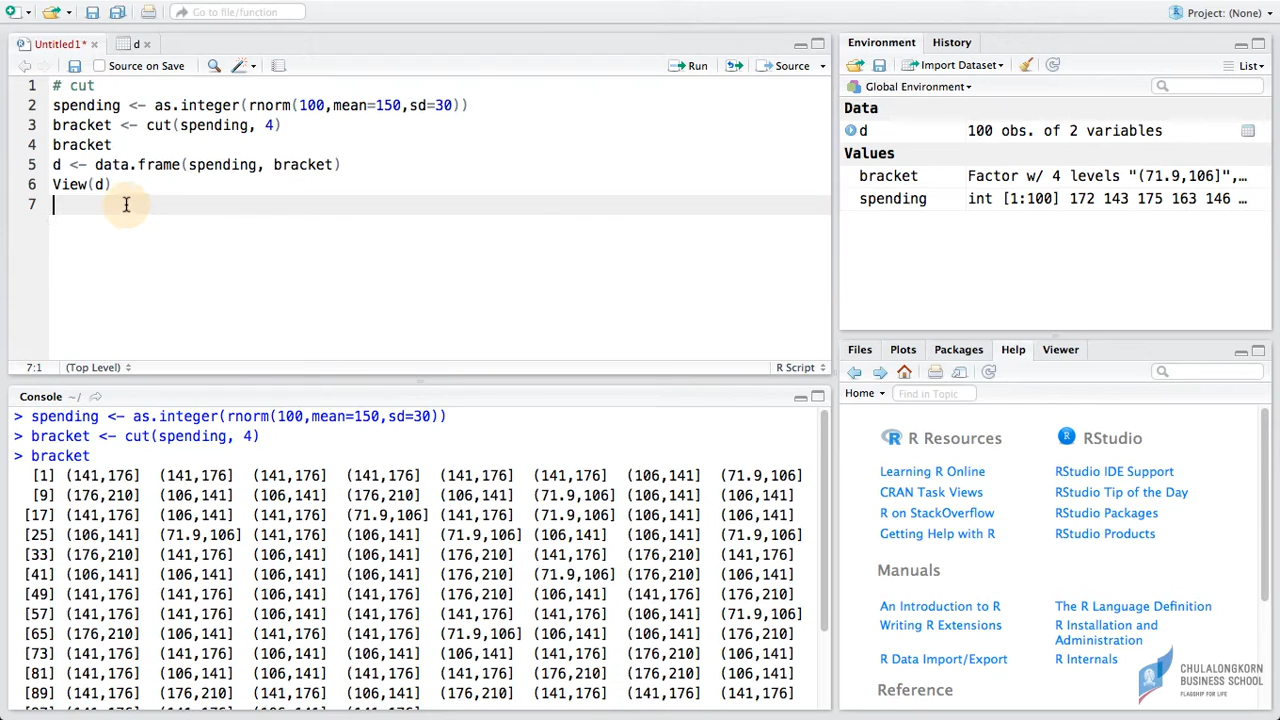 Go to file/function
Project: (None)
Untitled1*
d
Source on Save
Run
Source
1 # cut
2 spending <- as.integer(rnorm(100,mean=150,sd=30))
3 bracket <- cut(spending, 4)
4 bracket
5 d <- data.frame(spending, bracket)
6 View(d)
7
7:1 (Top Level) R Script
Console ~/
> spending <- as.integer(rnorm(100,mean=150,sd=30))
> bracket <- cut(spending, 4)
> bracket
[1] (141,176] (141,176] (141,176] (141,176] (141,176] (141,176] (106,141] (71.9,106]
[9] (176,210] (106,141] (106,141] (176,210] (106,141] (71.9,106] (106,141] (106,141]
[17] (141,176] (106,141] (141,176] (71.9,106] (141,176] (71.9,106] (106,141] (106,141]
[25] (106,141] (71.9,106] (141,176] (106,141] (71.9,106] (106,141] (106,141] (71.9,106]
[33] (176,210] (141,176] (106,141] (106,141] (176,210] (141,176] (176,210] (141,176]
[41] (106,141] (106,141] (106,141] (106,141] (176,210] (71.9,106] (176,210] (106,141]
[49] (141,176] (141,176] (106,141] (141,176] (176,210] (106,141] (141,176] (176,210]
[57] (106,141] (141,176] (106,141] (141,176] (141,176] (141,176] (106,141] (71.9,106]
[65] (176,210] (106,141] (141,176] (141,176] (71.9,106] (106,141] (106,141] (176,210]
[73] (106,141] (106,141] (106,141] (141,176] (141,176] (141,176] (176,210] (106,141]
[81] (141,176] (106,141] (106,141] (106,141] (141,176] (106,141] (141,176] (141,176]
[89] (141,176] (176,210] (141,176] (106,141] (176,210] (141,176] (141,176] (141,176]
Environment History
Import Dataset
List
Global Environment
Data
d 100 obs. of 2 variables
Values
bracket Factor w/ 4 levels "(71.9,106]",…
spending int [1:100] 172 143 175 163 146 …
Files Plots Packages Help Viewer
Home Find in Topic
R Resources
Learning R Online
CRAN Task Views
R on StackOverflow
Getting Help with R
RStudio
RStudio IDE Support
RStudio Tip of the Day
RStudio Packages
RStudio Products
Manuals
An Introduction to R
Writing R Extensions
R Data Import/Export
The R Language Definition
R Installation and
Administration
R Internals
Reference
CHULALONGKORN
BUSINESS SCHOOL
FLAGSHIP FOR LIFE